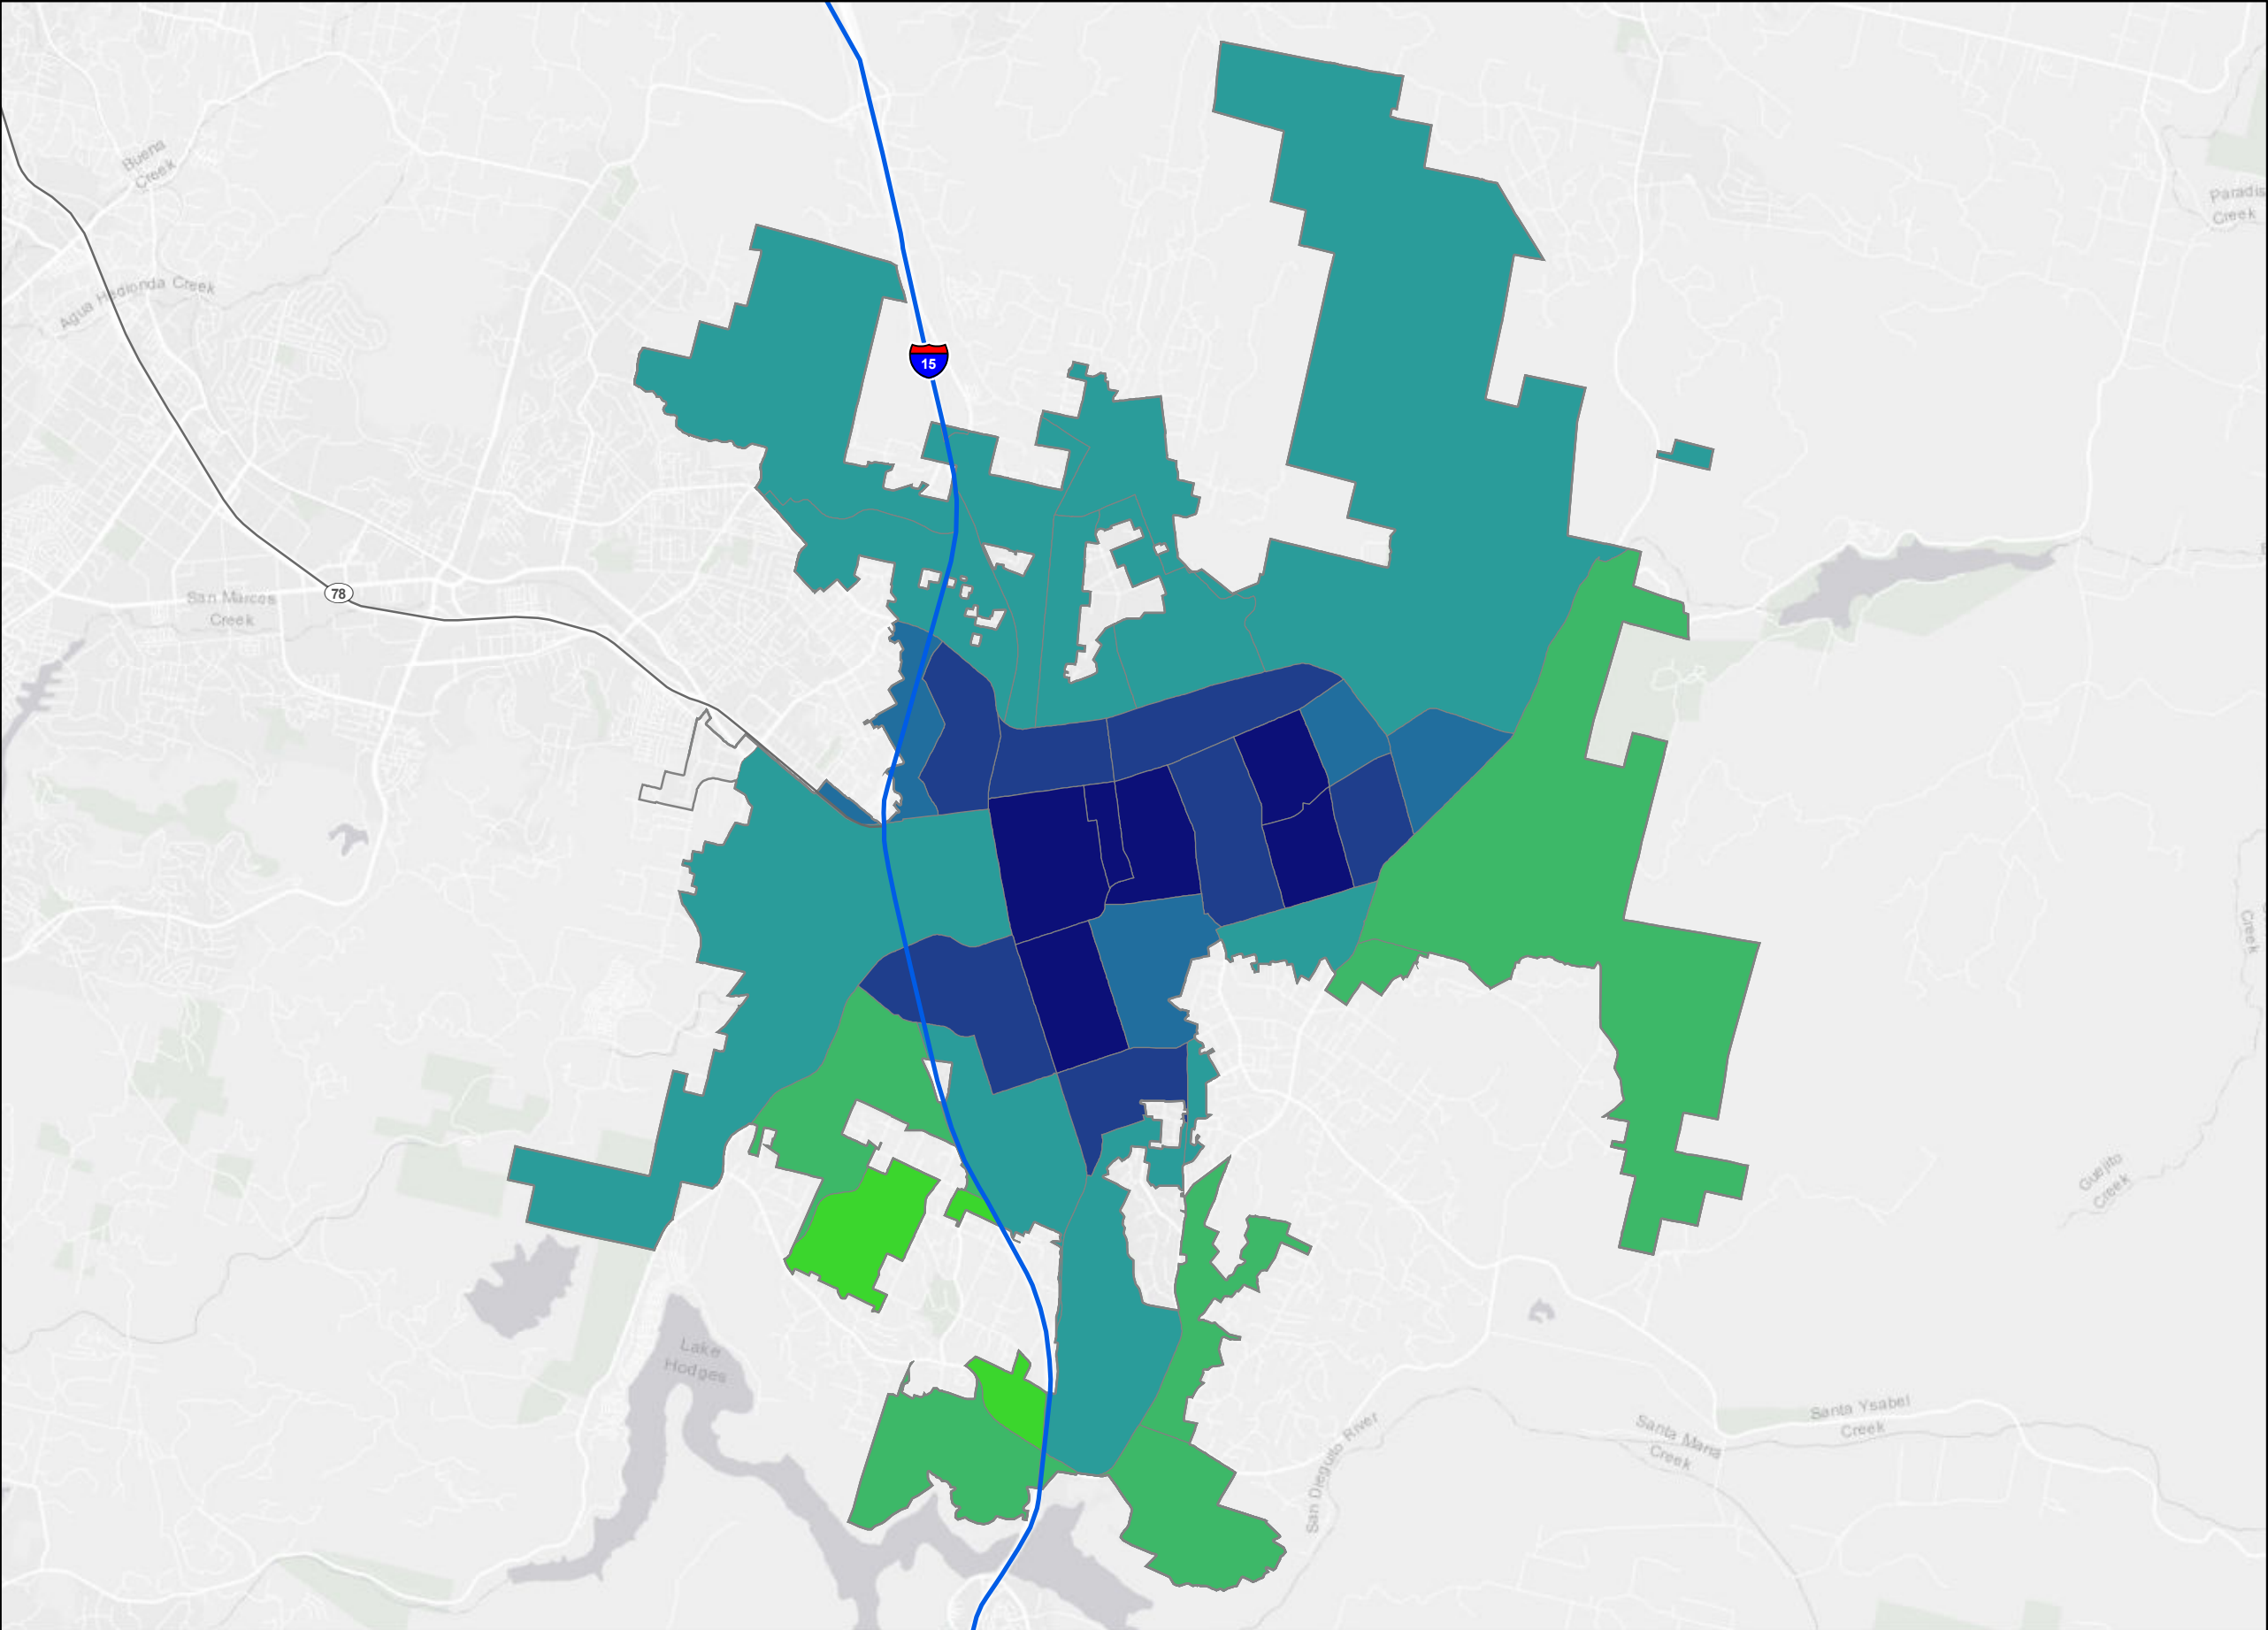 Buena
Creek
Paradis
Creek
Agua Hedionda Creek
15
78
San Marcos
Creek
Creek
Guejito
Creek
Lake
Hodges
San Dieguito River
Santa Maria
Creek
Santa Ysabel
Creek